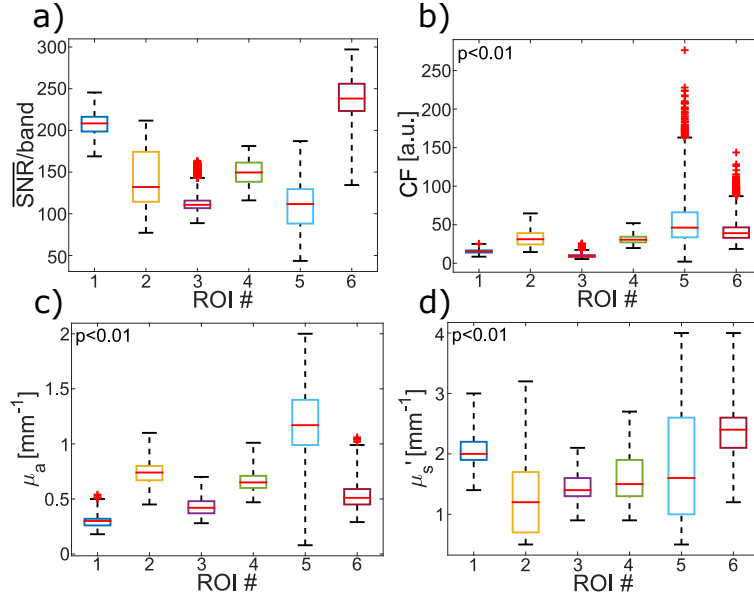 a)
300
250
200
150
100
50
SNR/band
1 2 3 4 5 6
ROI #
b)
p<0.01
250
200
150
100
50
0
CF [a.u.]
1 2 3 4 5 6
ROI #
c)
p<0.01
2
1.5
1
0.5
0
μa [mm⁻¹]
1 2 3 4 5 6
ROI #
d)
p<0.01
4
3
2
1
μs' [mm⁻¹]
1 2 3 4 5 6
ROI #